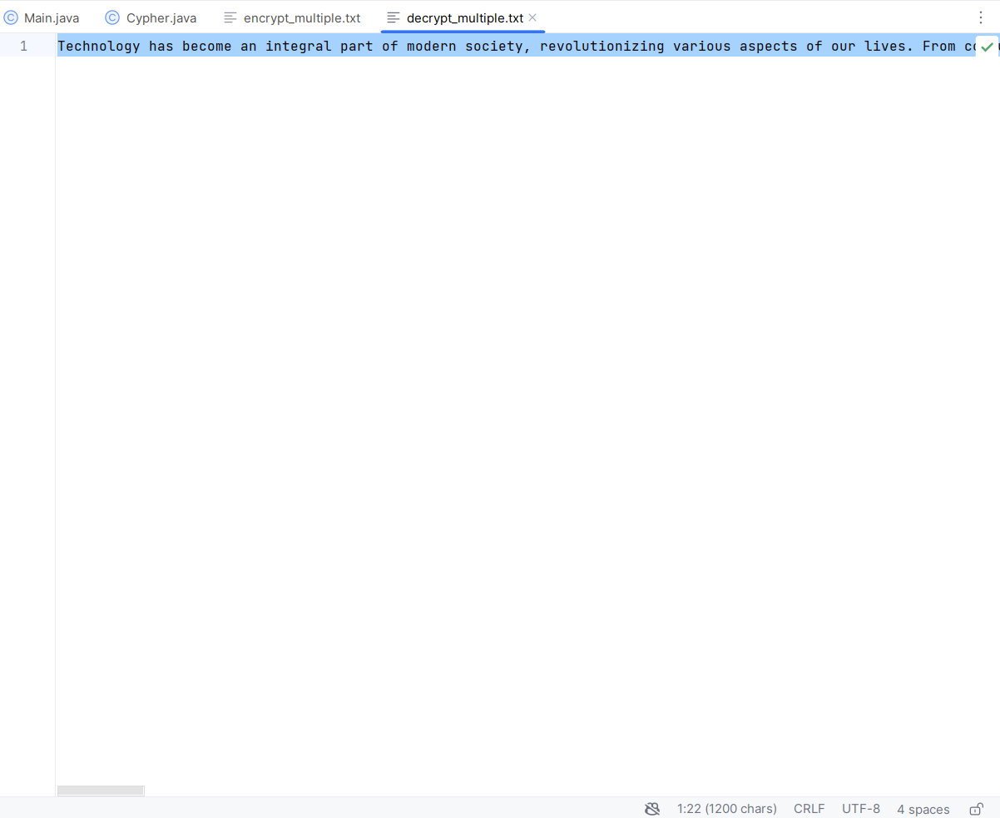 Main.java
Cypher.java
encrypt_multiple.txt
decrypt_multiple.txt
1
Technology has become an integral part of modern society, revolutionizing various aspects of our lives. From
1:22 (1200 chars)
CRLF
UTF-8
4 spaces